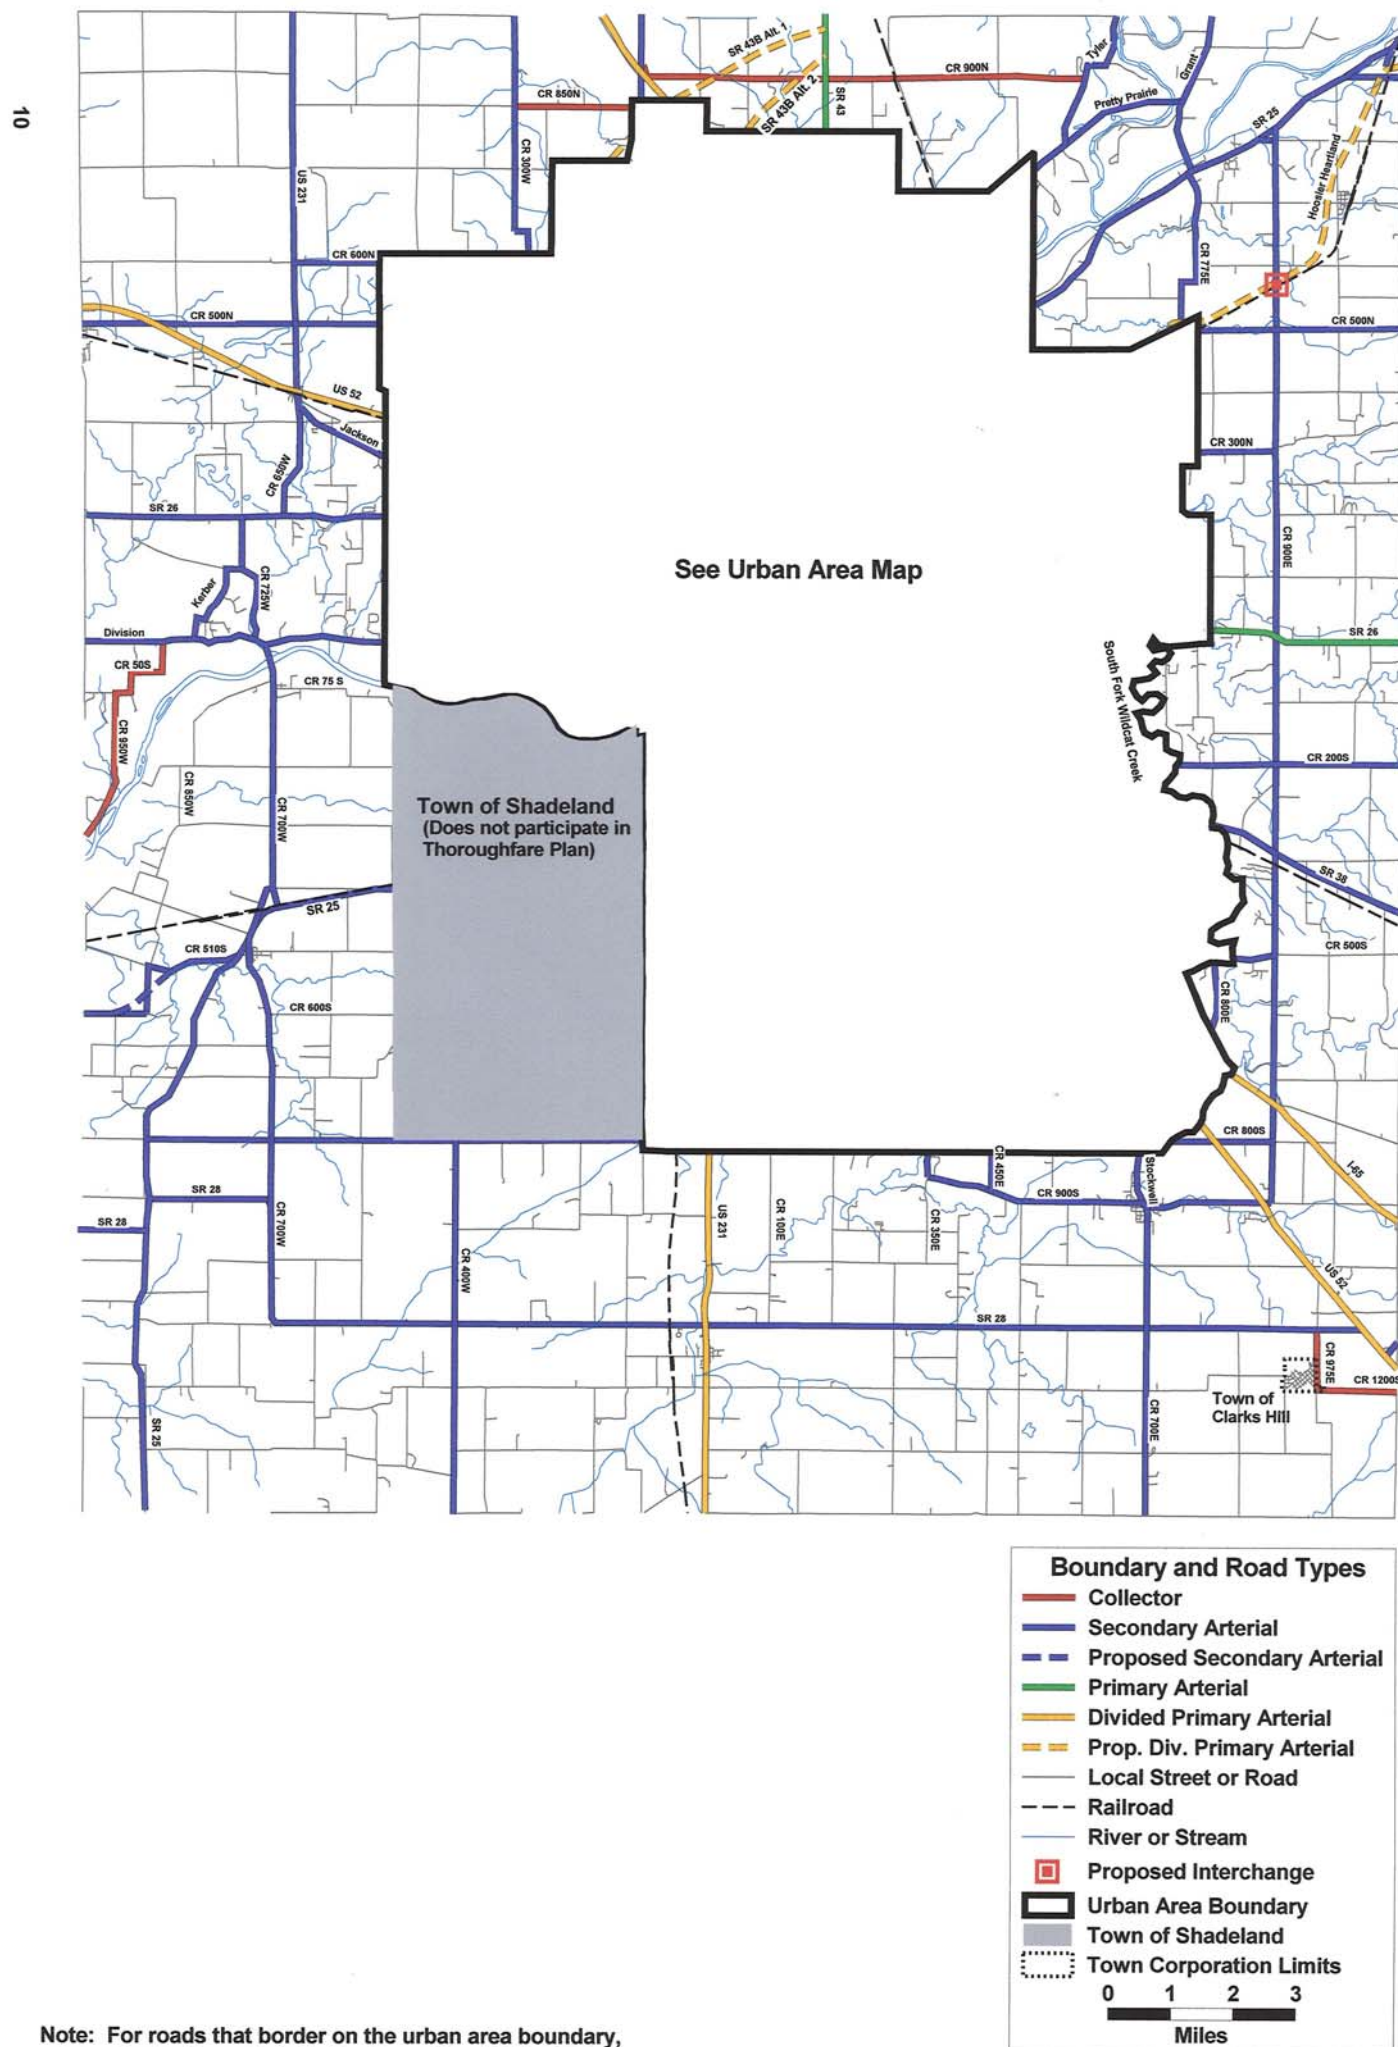 10
SR 43B Alt. 1
SR 43B Alt. 2
SR 43
CR 900N
CR 850N
CR 300W
Tyler
Grant
Pretty Prairie
SR 25
Hoosier Heartland
US 231
CR 600N
CR 775E
CR 500N
CR 500N
US 52
Jackson
CR 650W
CR 300N
SR 26
CR 900E
See Urban Area Map
Kerber
CR 725W
Division
SR 26
CR 50S
CR 75 S
South Fork Wildcat Creek
CR 950W
CR 850W
CR 700W
CR 200S
Town of Shadeland
(Does not participate in
Thoroughfare Plan)
SR 38
SR 25
CR 510S
CR 500S
CR 600S
CR 800E
CR 800S
I-65
CR 450E
Stockwell
SR 28
CR 900S
SR 28
CR 700W
CR 400W
US 231
CR 100E
CR 350E
US 52
SR 28
CR 975E
CR 1200S
Town of
Clarks Hill
SR 25
CR 700E
Boundary and Road Types
Collector
Secondary Arterial
Proposed Secondary Arterial
Primary Arterial
Divided Primary Arterial
Prop. Div. Primary Arterial
Local Street or Road
Railroad
River or Stream
Proposed Interchange
Urban Area Boundary
Town of Shadeland
Town Corporation Limits
0 1 2 3
Miles
Note: For roads that border on the urban area boundary,